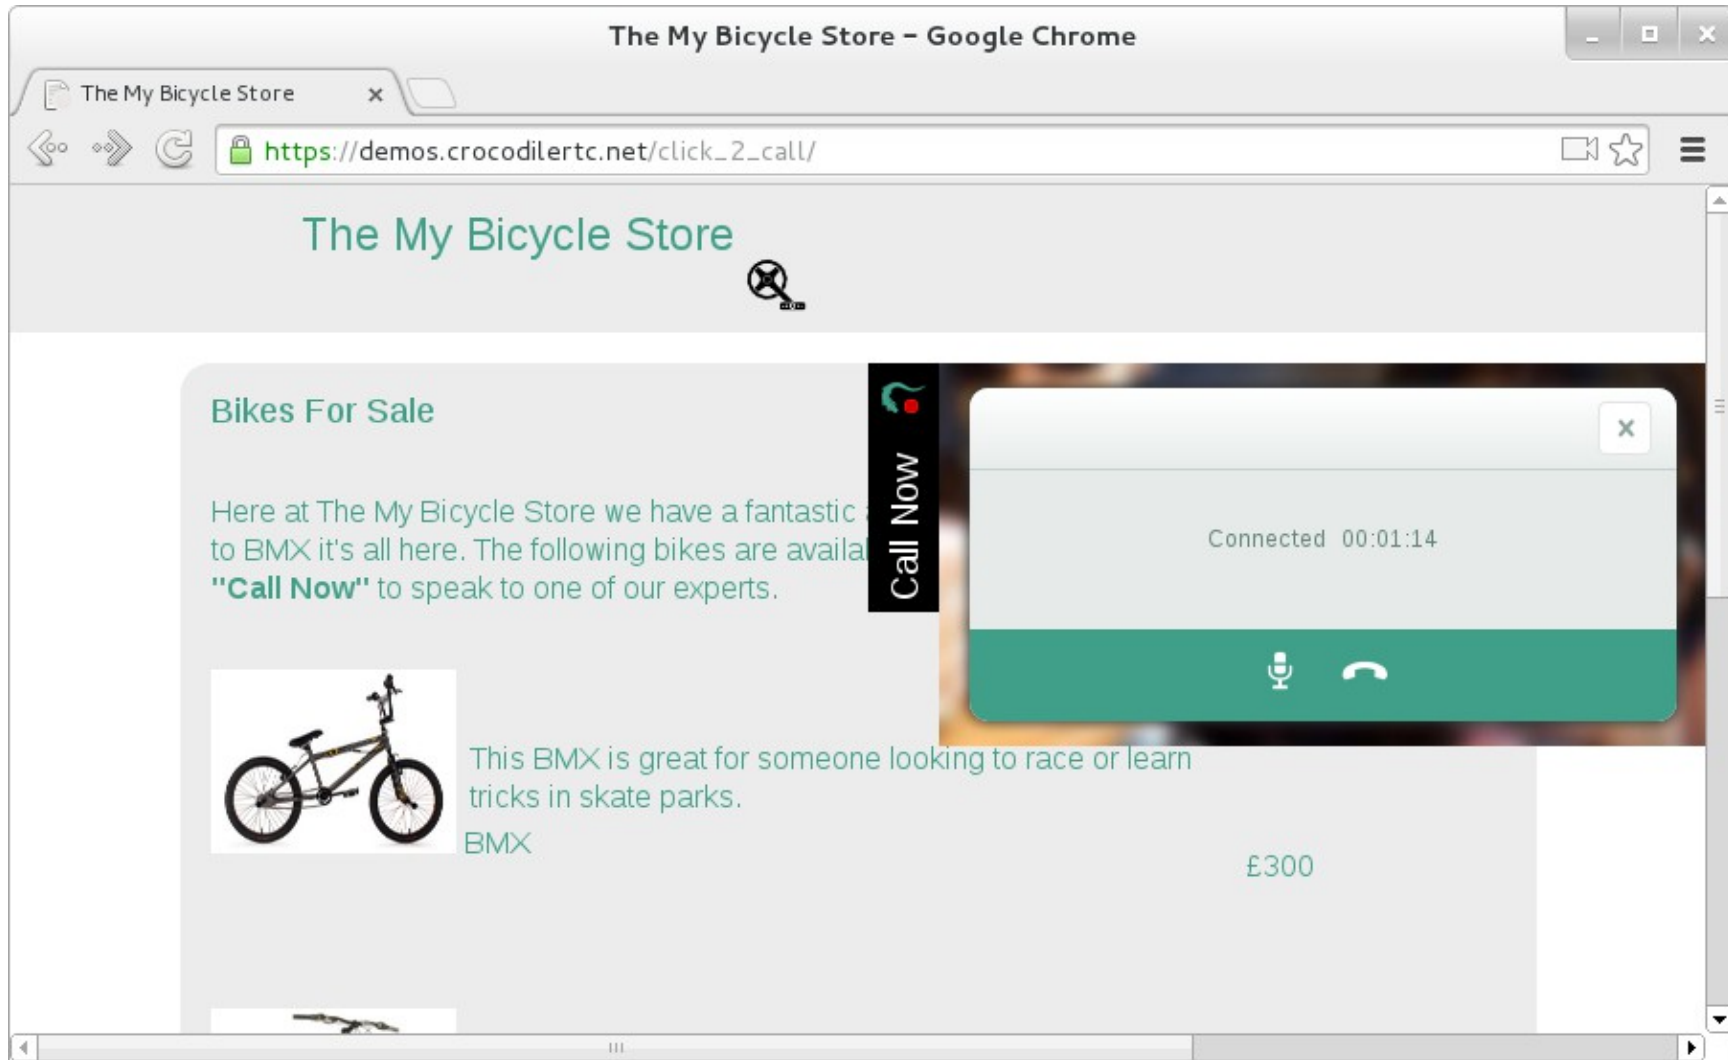 The My Bicycle Store - Google Chrome
The My Bicycle Store
https://demos.crocodilertc.net/click_2_call/
The My Bicycle Store
Bikes For Sale
Here at The My Bicycle Store we have a fantastic
to BMX it's all here. The following bikes are
"Call Now" to speak to one of our experts.
Call Now
Connected 00:01:14
This BMX is great for someone looking to race or learn
tricks in skate parks.
BMX
£300